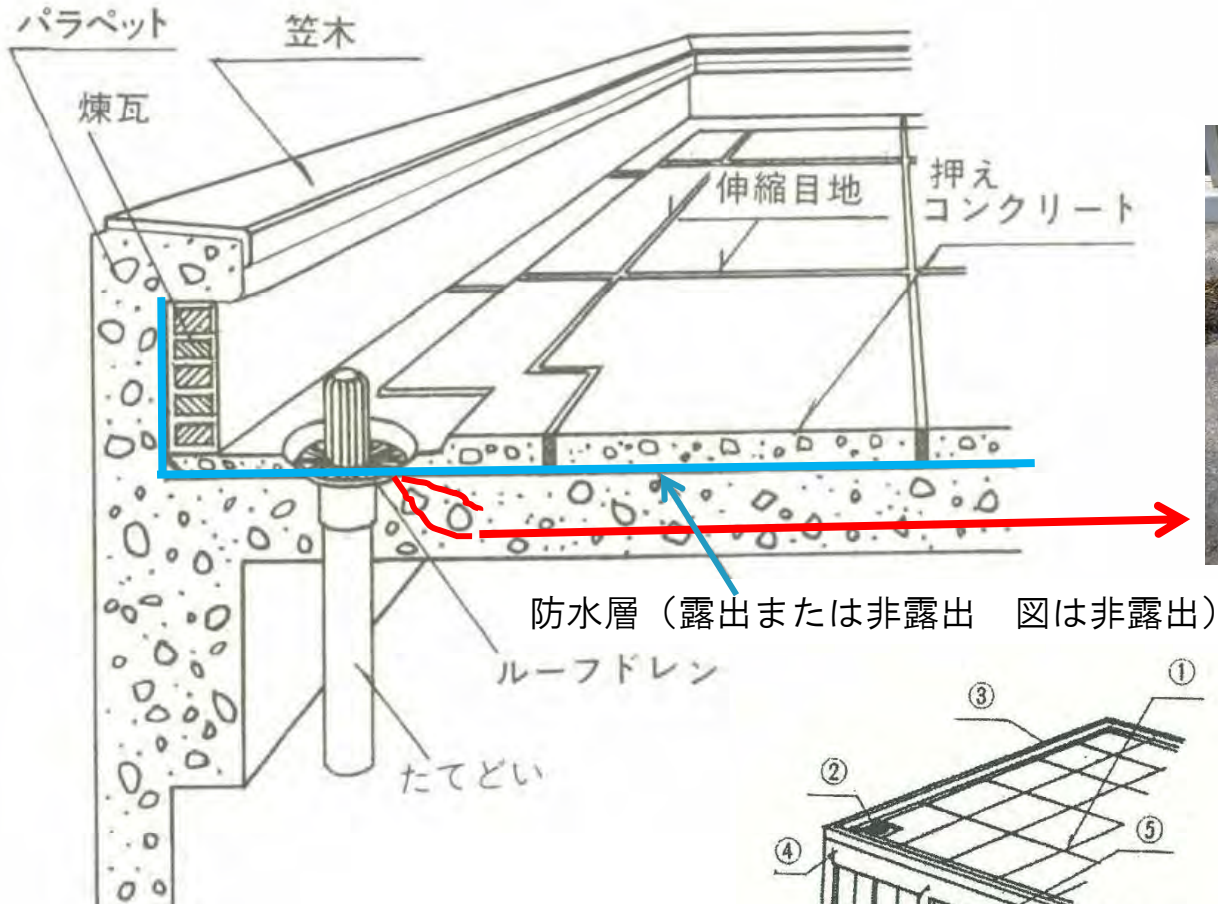 パラペット
笠木
煉瓦
伸縮目地
押え
コンクリート
防水層（露出または非露出　図は非露出）
ルーフドレン
たてどい
①
③
②
⑤
④